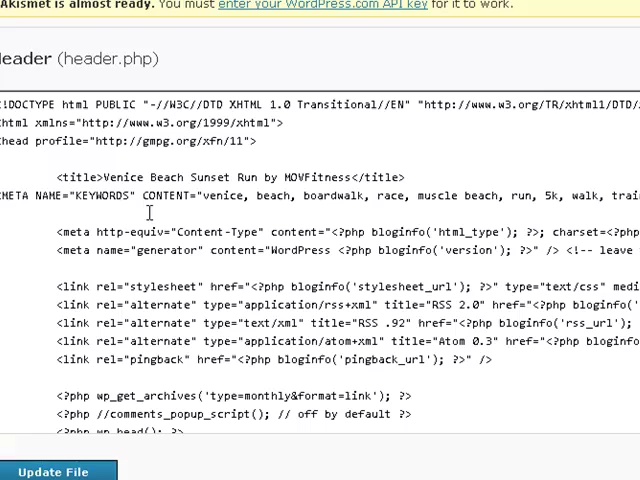 Akismet is almost ready. You must enter your WordPress.com API key for it to work.
Header (header.php)
<!DOCTYPE html PUBLIC "-//W3C//DTD XHTML 1.0 Transitional//EN" "http://www.w3.org/TR/xhtml1/DTD/
<html xmlns="http://www.w3.org/1999/xhtml">
<head profile="http://gmpg.org/xfn/11">
<title>Venice Beach Sunset Run by MOVFitness</title>
<META NAME="KEYWORDS" CONTENT="venice, beach, boardwalk, race, muscle beach, run, 5k, walk, trai
<meta http-equiv="Content-Type" content="<?php bloginfo('html_type'); ?>; charset=<?php
<meta name="generator" content="WordPress <?php bloginfo('version'); ?>" /> <!-- leave
<link rel="stylesheet" href="<?php bloginfo('stylesheet_url'); ?>" type="text/css" medi
<link rel="alternate" type="application/rss+xml" title="RSS 2.0" href="<?php bloginfo('
<link rel="alternate" type="text/xml" title="RSS .92" href="<?php bloginfo('rss_url');
<link rel="alternate" type="application/atom+xml" title="Atom 0.3" href="<?php bloginfo
<link rel="pingback" href="<?php bloginfo('pingback_url'); ?>" />
<?php wp_get_archives('type=monthly&format=link'); ?>
<?php //comments_popup_script(); // off by default ?>
<?php wp_head(); ?>
Update File